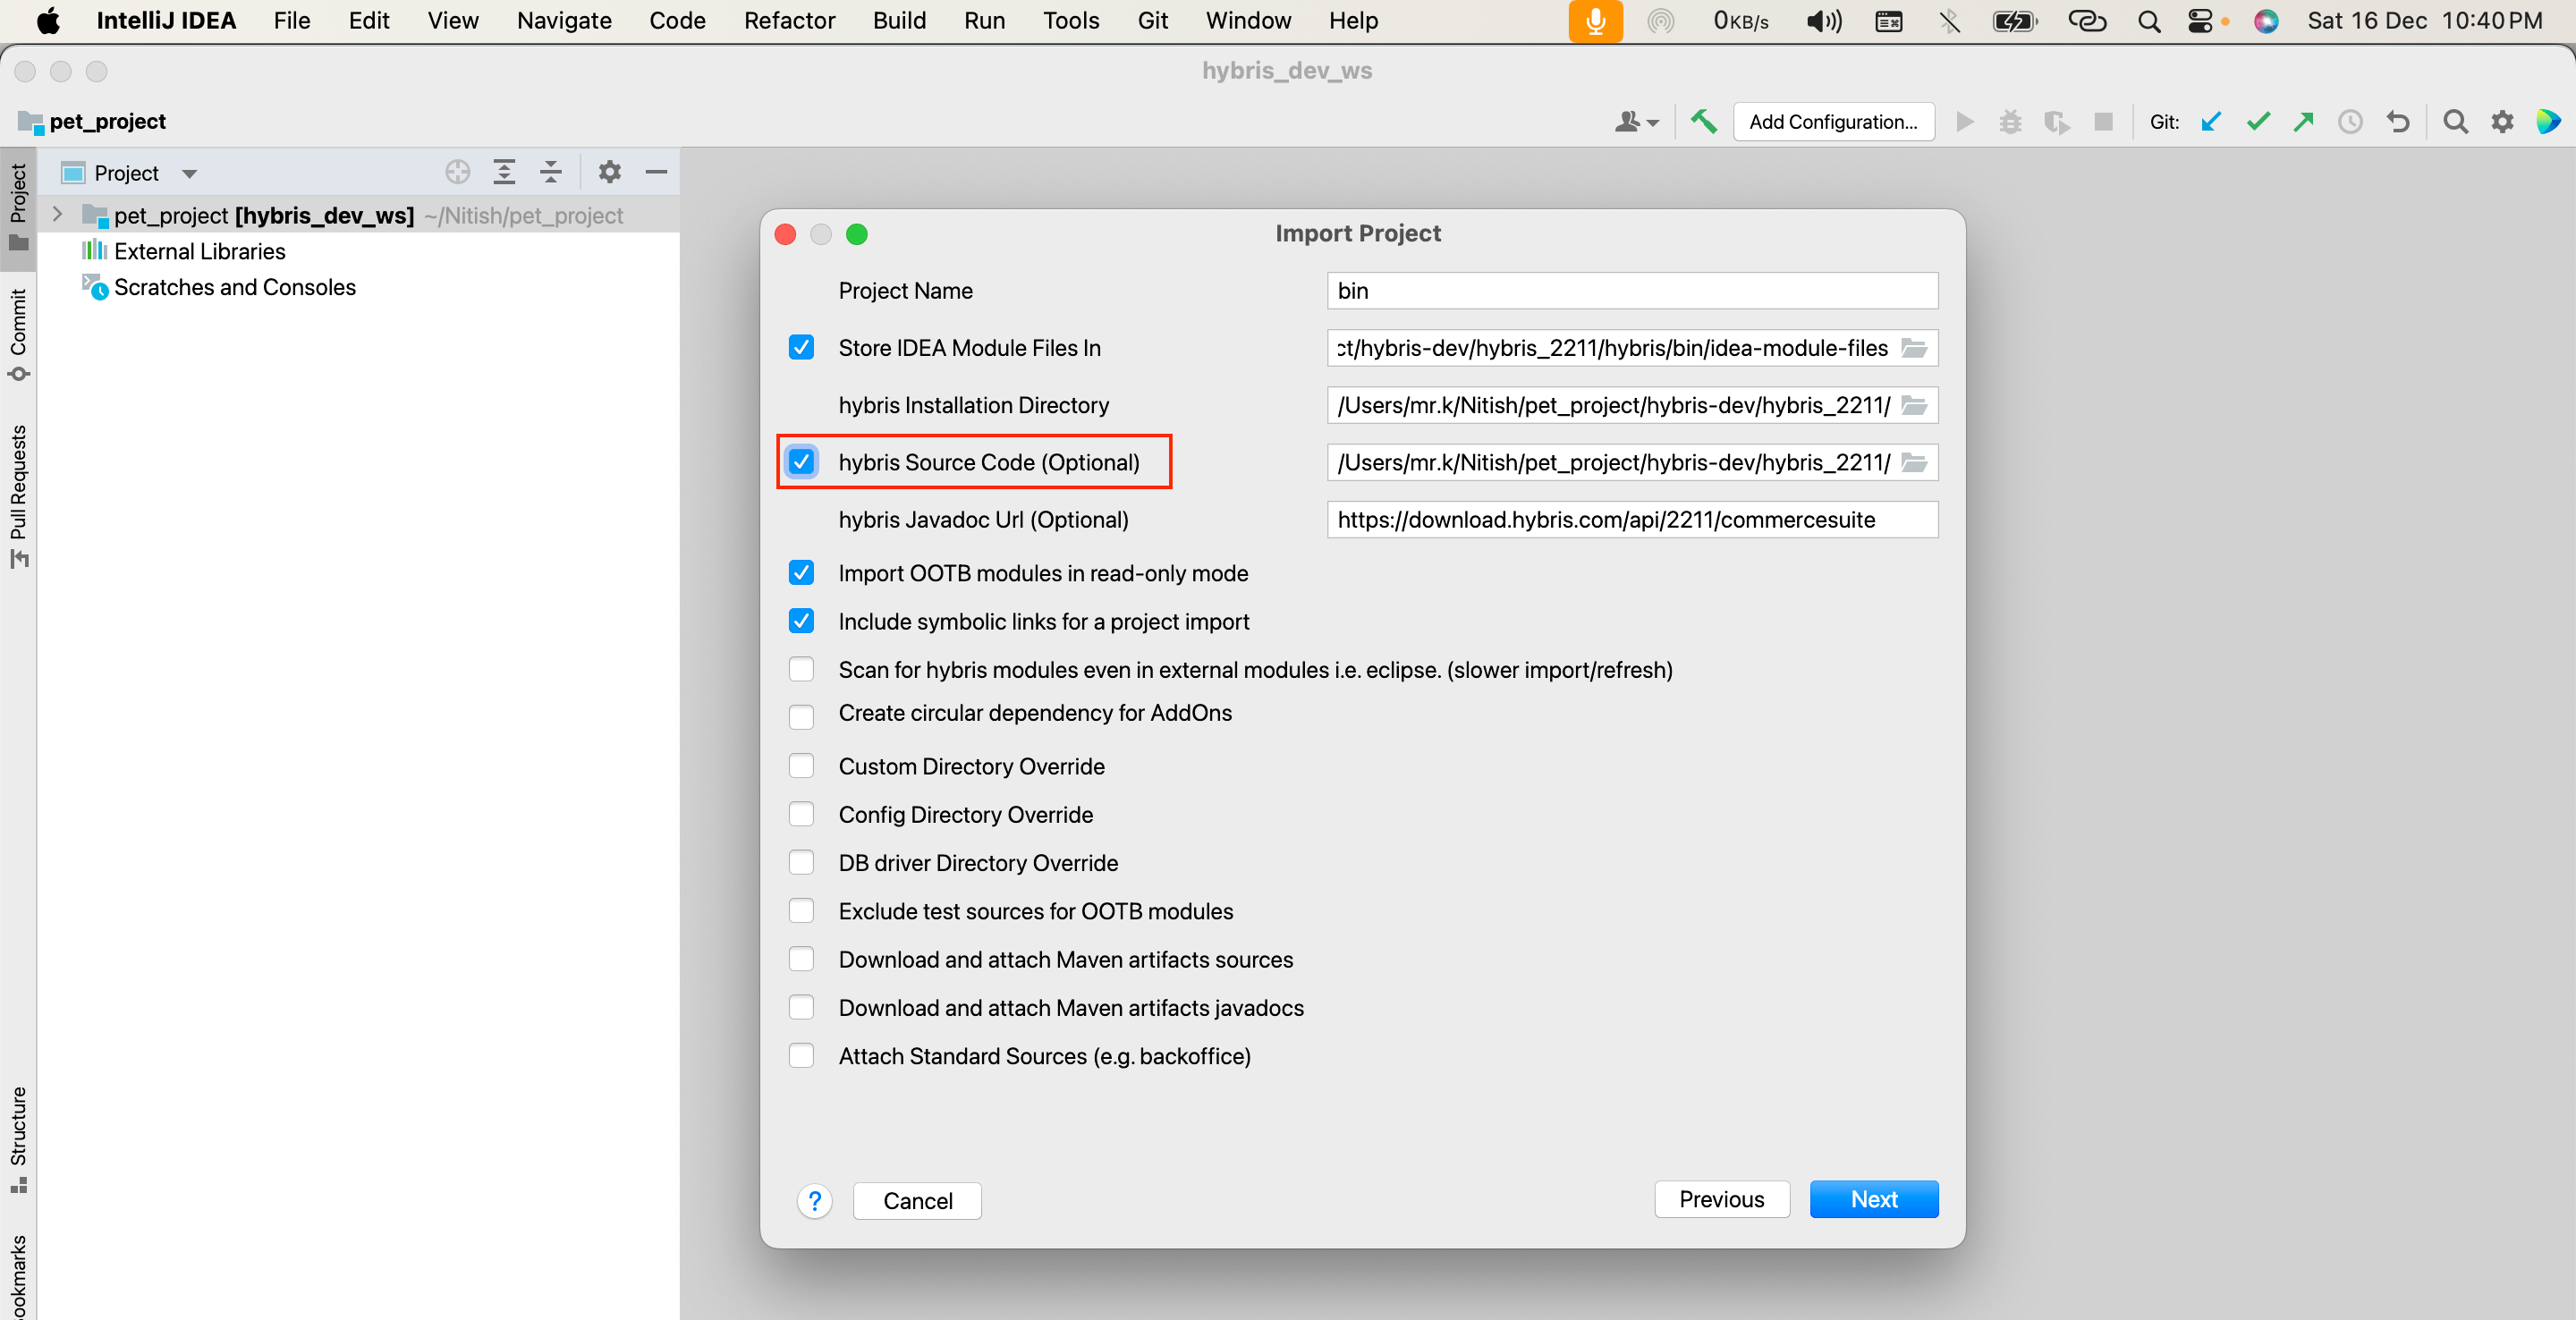 IntelliJ IDEA File Edit View Navigate Code Refactor Build Run Tools Git Window Help 0KB/s Sat 16 Dec 10:40 PM
hybris_dev_ws
pet_project Add Configuration... Git:
Project
pet_project [hybris_dev_ws] ~/Nitish/pet_project
External Libraries
Scratches and Consoles
Project
Commit
Pull Requests
Structure
Import Project
Project Name bin
Store IDEA Module Files In ct/hybris-dev/hybris_2211/hybris/bin/idea-module-files
hybris Installation Directory /Users/mr.k/Nitish/pet_project/hybris-dev/hybris_2211/
hybris Source Code (Optional) /Users/mr.k/Nitish/pet_project/hybris-dev/hybris_2211/
hybris Javadoc Url (Optional) https://download.hybris.com/api/2211/commercesuite
Import OOTB modules in read-only mode
Include symbolic links for a project import
Scan for hybris modules even in external modules i.e. eclipse. (slower import/refresh)
Create circular dependency for AddOns
Custom Directory Override
Config Directory Override
DB driver Directory Override
Exclude test sources for OOTB modules
Download and attach Maven artifacts sources
Download and attach Maven artifacts javadocs
Attach Standard Sources (e.g. backoffice)
? Cancel Previous Next